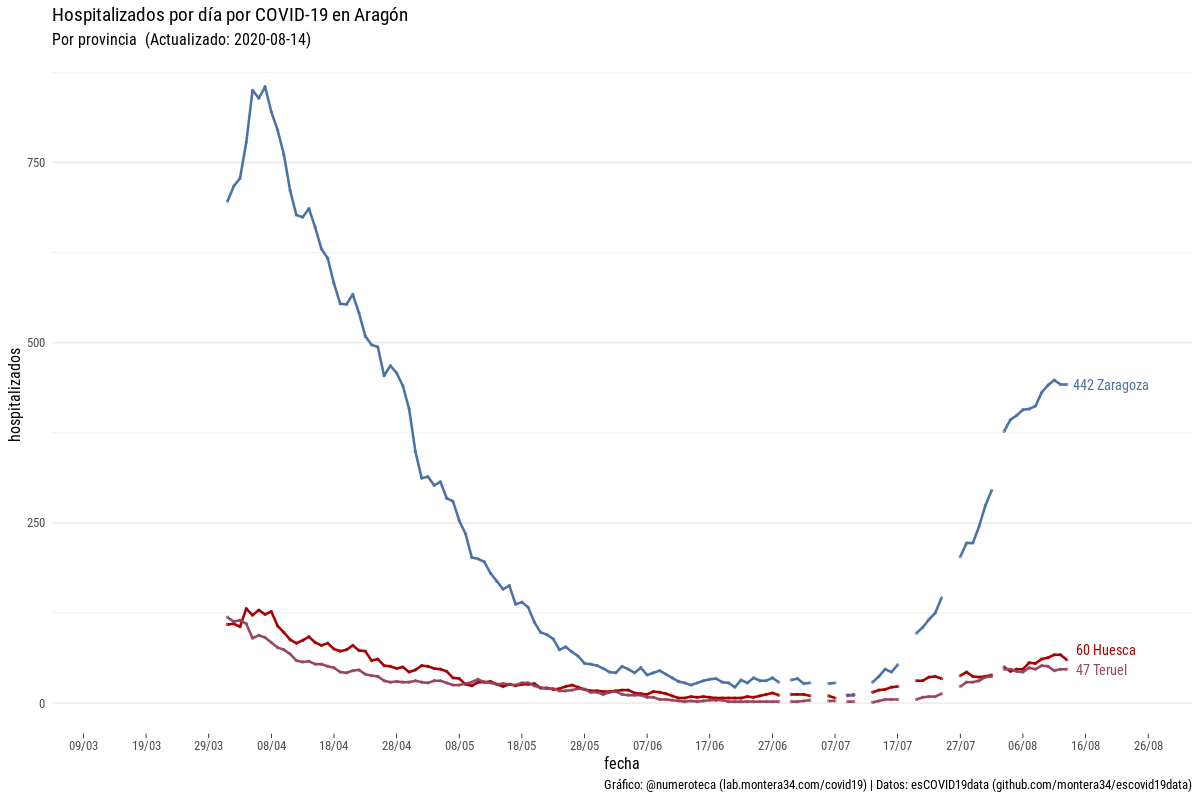 Hospitalizados por día por COVID-19 en Aragón
Por provincia  (Actualizado: 2020-08-14)
hospitalizados
750
500
250
0
442 Zaragoza
60 Huesca
47 Teruel
09/03 19/03 29/03 08/04 18/04 28/04 08/05 18/05 28/05 07/06 17/06 27/06 07/07 17/07 27/07 06/08 16/08 26/08
fecha
Gráfico: @numeroteca (lab.montera34.com/covid19) | Datos: esCOVID19data (github.com/montera34/escovid19data)